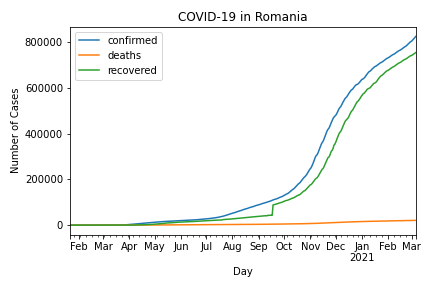 COVID-19 in Romania
confirmed
deaths
recovered
Number of Cases
800000
600000
400000
200000
0
Feb Mar Apr May Jun Jul Aug Sep Oct Nov Dec Jan Feb Mar
2021
Day